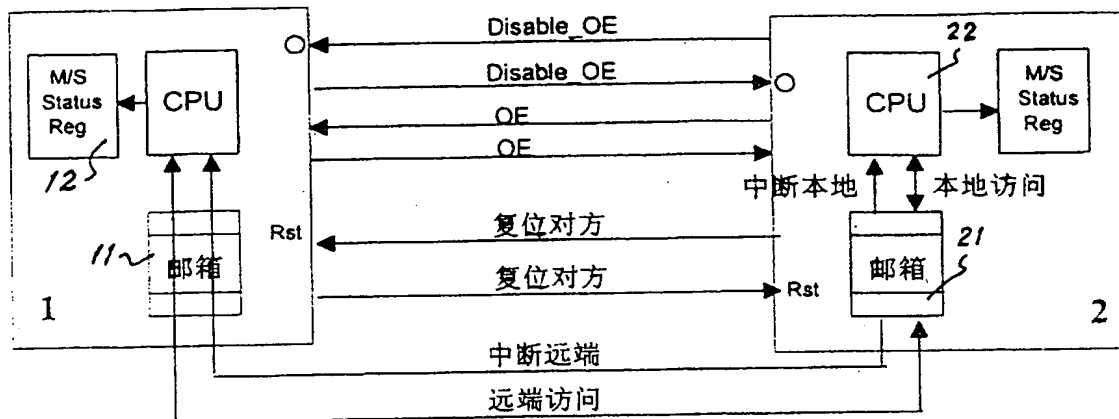 Disable_OE
22
M/S
Status
Reg
CPU
Disable_OE
CPU
M/S
Status
Reg
OE
OE
12
中断本地
本地访问
复位对方
Rst
11
邮箱
21
邮箱
复位对方
Rst
1
2
中断远端
远端访问